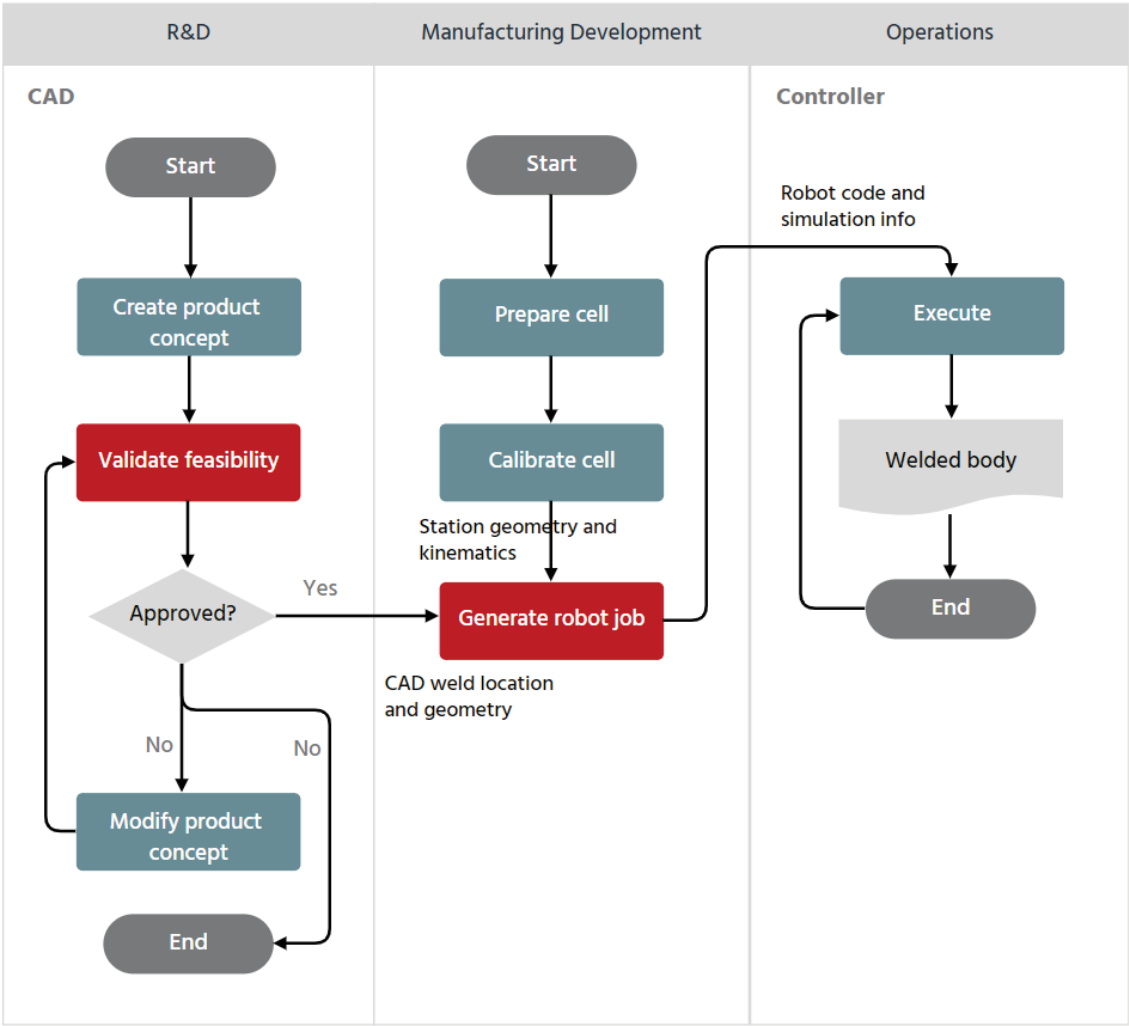 R&D
Manufacturing Development
Operations
CAD
Start
Create product
concept
Validate feasibility
Approved?
Yes
No
No
Modify product
concept
End
Start
Prepare cell
Calibrate cell
Station geometry and
kinematics
Generate robot job
CAD weld location
and geometry
Controller
Robot code and
simulation info
Execute
Welded body
End